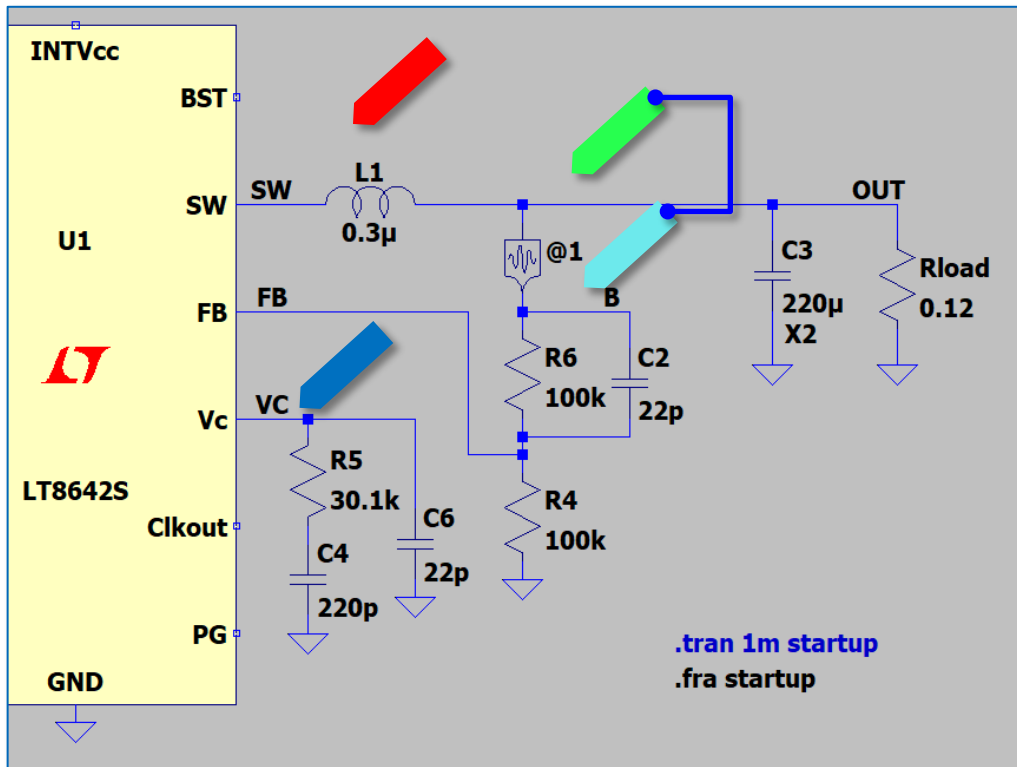 INTVcc
BST
SW
SW
L1
0.3µ
OUT
U1
@1
C3
220µ
X2
Rload
0.12
FB
FB
B
R6
100k
C2
22p
Vc
VC
R5
30.1k
LT8642S
R4
100k
C6
22p
Clkout
C4
220p
PG
.tran 1m startup
.fra startup
GND